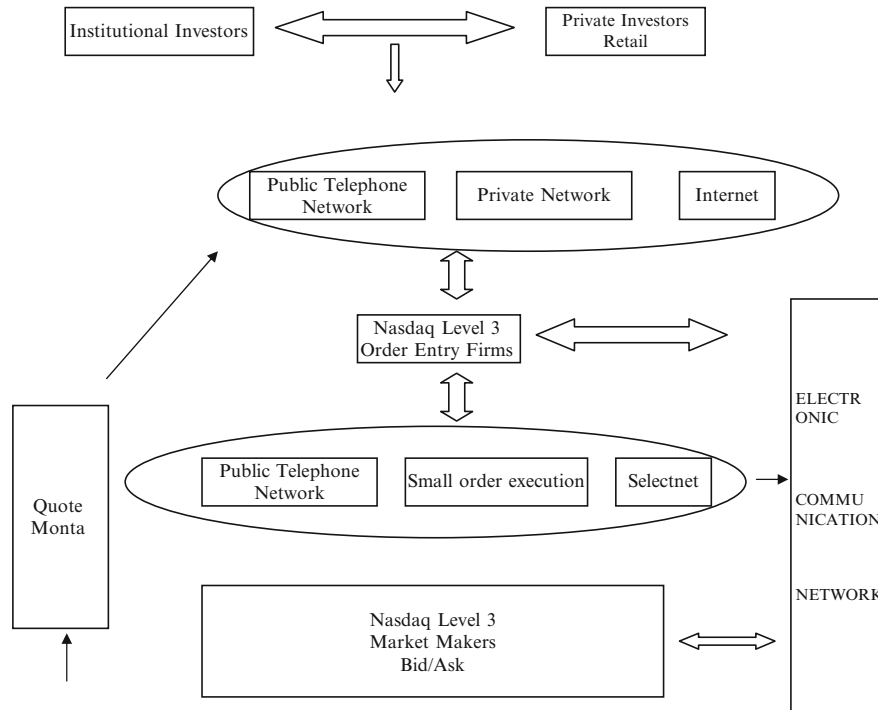 Institutional Investors
Private Investors
Retail
Public Telephone
Network
Private Network
Internet
Nasdaq Level 3
Order Entry Firms
ELECTR
ONIC
COMMU
NICATION
NETWORK
Public Telephone
Network
Small order execution
Selectnet
Quote
Monta
Nasdaq Level 3
Market Makers
Bid/Ask